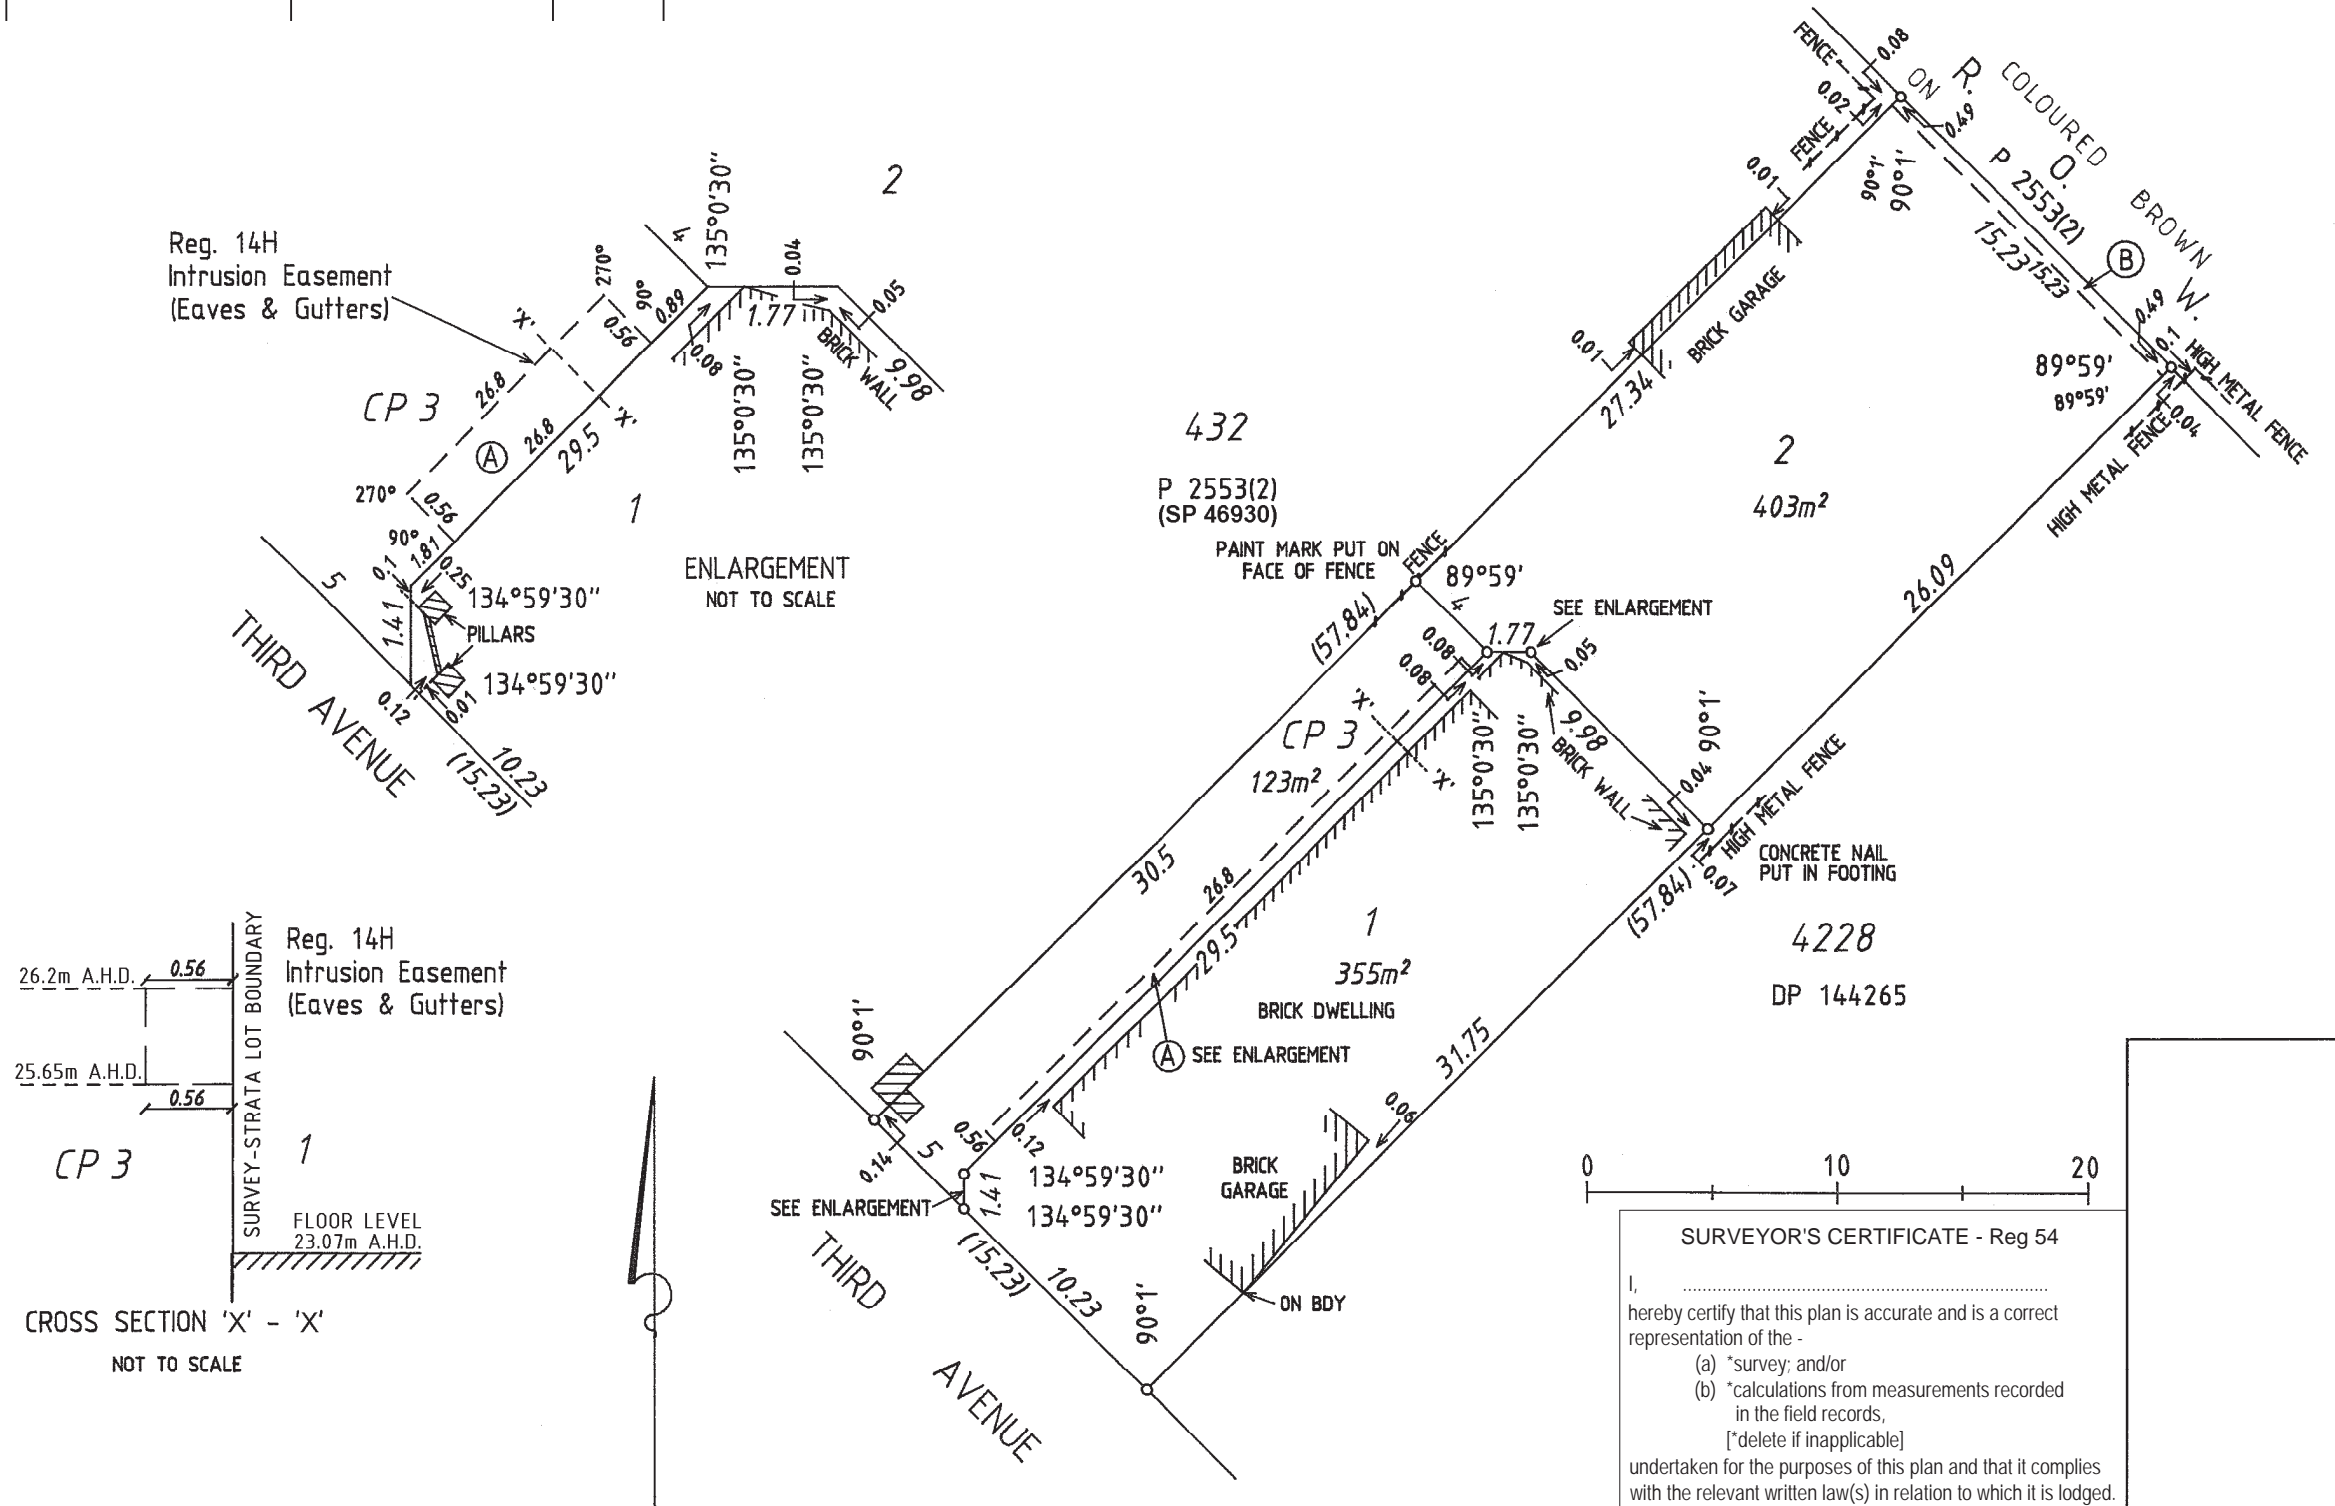 Reg. 14H
Intrusion Easement
(Eaves & Gutters)
2
4
135°0'30"
0.04
0.05
270°
90°
0.89
0.56
'X'
1.77
BRICK WALL
9.98
0.08
135°0'30"
135°0'30"
26.8
CP 3
A
26.8
29.5
'X'
270°
0.56
1
90°
1.81
0.1
0.25
134°59'30"
1.41
PILLARS
134°59'30"
0.12
0.01
5
THIRD AVENUE
10.23
(15.23)
ENLARGEMENT
NOT TO SCALE
FENCE
0.08
ON R. O. W.
COLOURED BROWN
0.02
FENCE
0.49
P 2553(2)
0.01
90°1'
90°1'
15.23
15.23
B
0.49
0.1
HIGH METAL FENCE
89°59'
89°59'
0.04
HIGH METAL FENCE
BRICK GARAGE
0.01
27.34
432
P 2553(2)
(SP 46930)
2
403m²
PAINT MARK PUT ON
FACE OF FENCE
FENCE
89°59'
4
26.09
SEE ENLARGEMENT
1.77
(57.84)
0.08
0.08
0.05
'X'
CP 3
123m²
'X'
135°0'30"
135°0'30"
9.98
BRICK WALL
90°1'
0.04
HIGH METAL FENCE
CONCRETE NAIL
PUT IN FOOTING
0.07
(57.84)
30.5
26.8
29.5
1
355m²
BRICK DWELLING
4228
DP 144265
A
SEE ENLARGEMENT
31.75
90°1'
0.14
5
0.56
0.12
134°59'30"
1.41
SEE ENLARGEMENT
134°59'30"
BRICK
GARAGE
0.06
THIRD
AVENUE
(15.23)
10.23
90°1'
ON BDY
26.2m A.H.D.
0.56
SURVEY-STRATA LOT BOUNDARY
Reg. 14H
Intrusion Easement
(Eaves & Gutters)
25.65m A.H.D.
0.56
CP 3
1
FLOOR LEVEL
23.07m A.H.D.
CROSS SECTION 'X' - 'X'
NOT TO SCALE
0 10 20
SURVEYOR'S CERTIFICATE - Reg 54
I, ..........................................................................
hereby certify that this plan is accurate and is a correct
representation of the -
(a) *survey; and/or
(b) *calculations from measurements recorded
in the field records,
[*delete if inapplicable]
undertaken for the purposes of this plan and that it complies
with the relevant written law(s) in relation to which it is lodged.